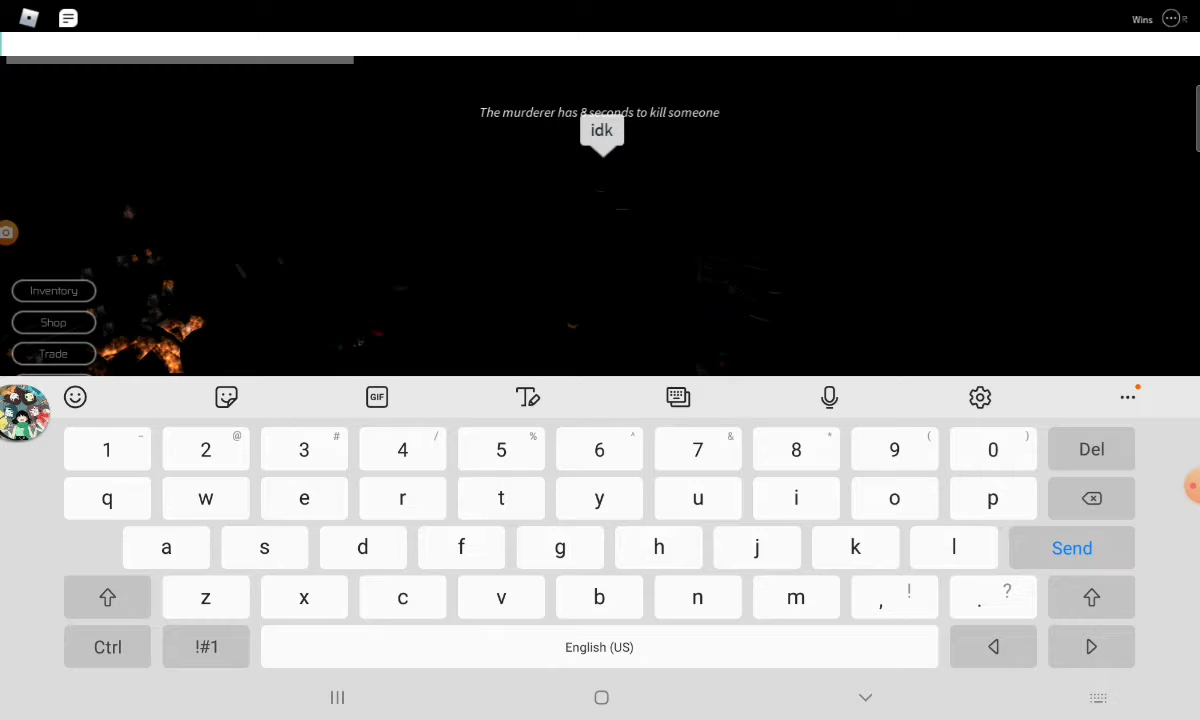 Wins
The murderer has 8 seconds to kill someone
idk
Inventory
Shop
Trade
GIF
1 - 2 @ 3 # 4 / 5 % 6 ^ 7 & 8 * 9 ( 0 ) Del
q w e r t y u i o p
a s d f g h j k l Send
z x c v b n m , ! . ?
Ctrl !#1 English (US)